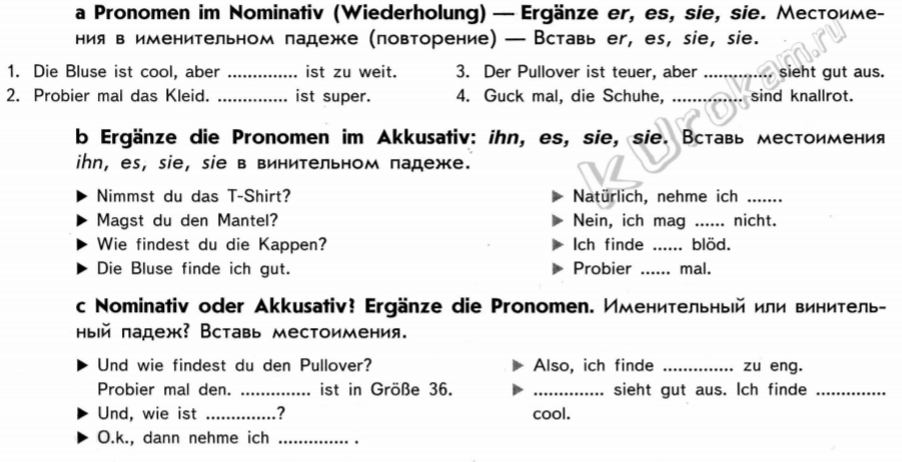 a Pronomen im Nominativ (Wiederholung) — Ergänze er, es, sie, sie. Местоиме-
ния в именительном падеже (повторение) — Вставь er, es, sie, sie.
1. Die Bluse ist cool, aber .............. ist zu weit.
2. Probier mal das Kleid. .............. ist super.
3. Der Pullover ist teuer, aber .............. sieht gut aus.
4. Guck mal, die Schuhe, .............. sind knallrot.
b Ergänze die Pronomen im Akkusativ: ihn, es, sie, sie. Вставь местоимения
ihn, es, sie, sie в винительном падеже.
► Nimmst du das T-Shirt?
► Natürlich, nehme ich .......
► Magst du den Mantel?
► Nein, ich mag ...... nicht.
► Wie findest du die Kappen?
► Ich finde ...... blöd.
► Die Bluse finde ich gut.
► Probier ...... mal.
c Nominativ oder Akkusativ? Ergänze die Pronomen. Именительный или винитель-
ный падеж? Вставь местоимения.
► Und wie findest du den Pullover?
► Also, ich finde .............. zu eng.
Probier mal den. .............. ist in Größe 36.
► .............. sieht gut aus. Ich finde ..............
cool.
► Und, wie ist ..............?
► O.k., dann nehme ich .............. .
kurokam.ru